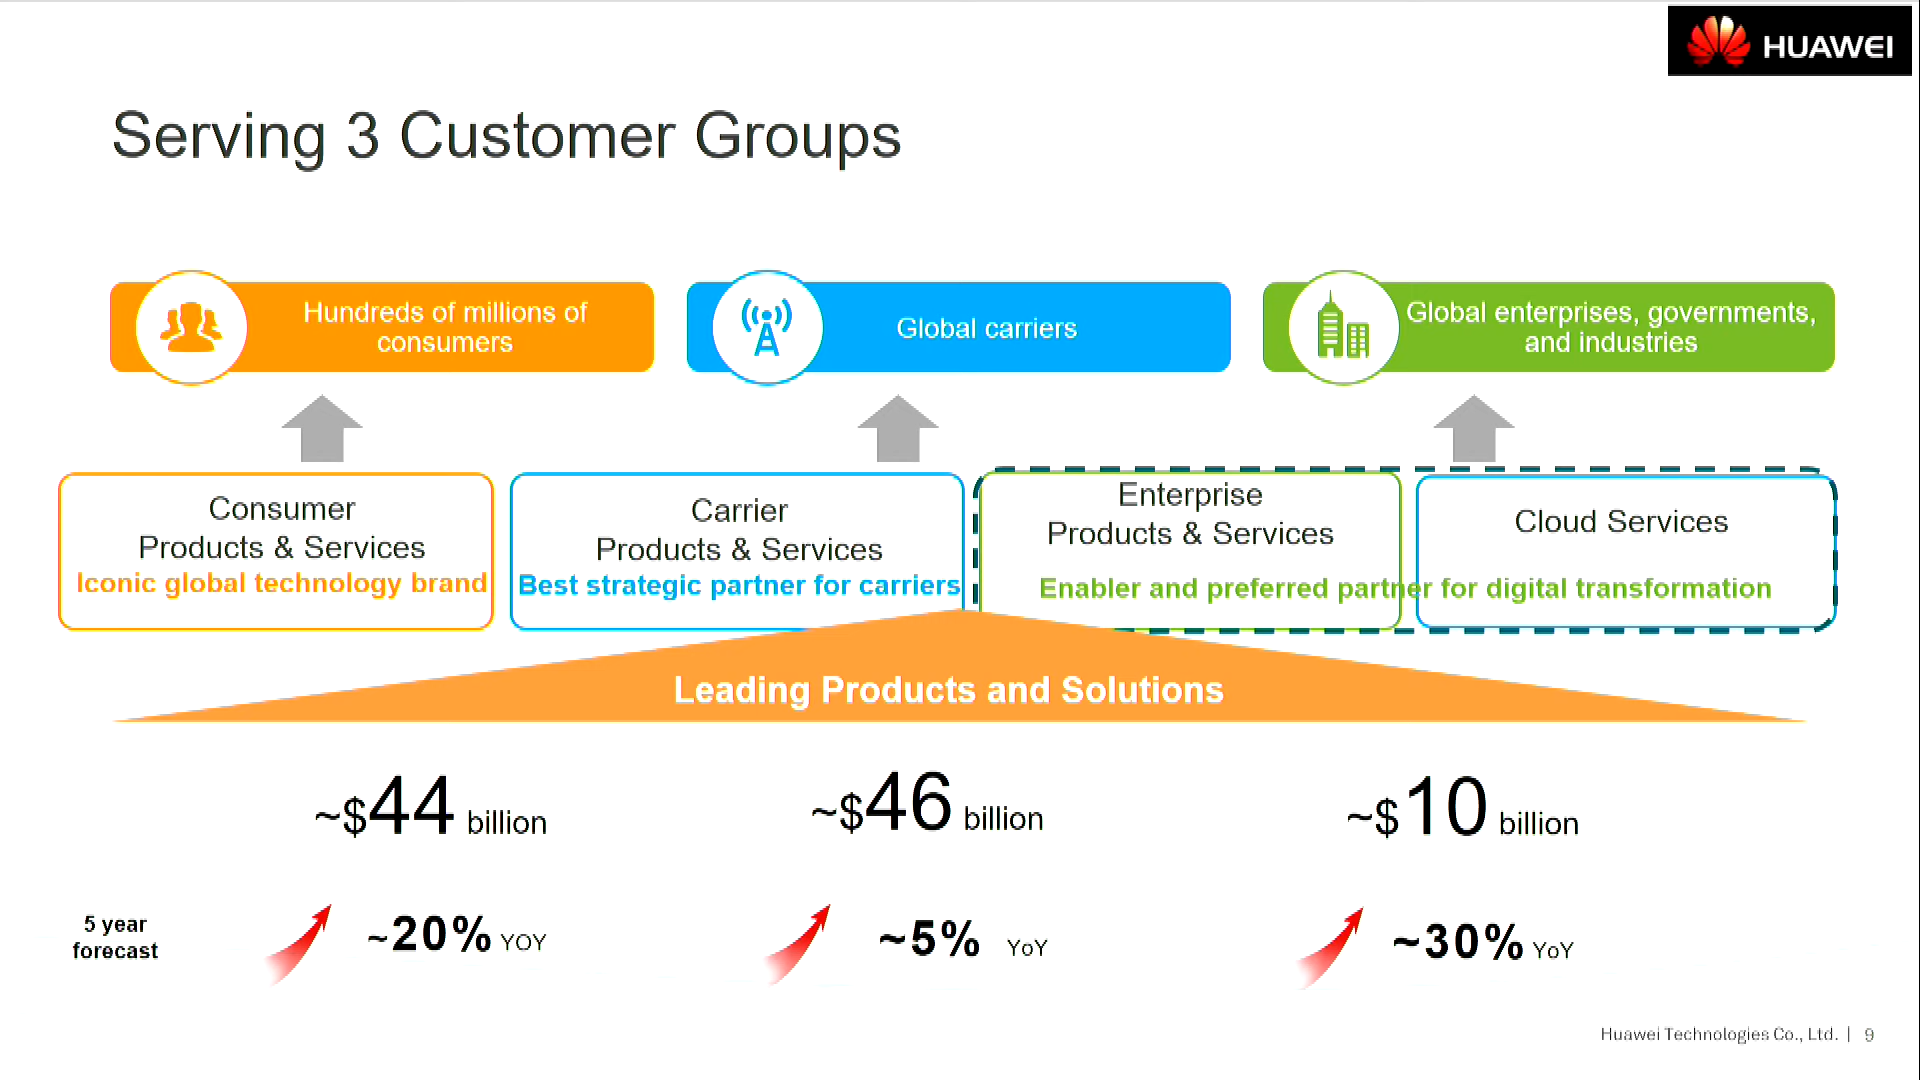 HUAWEI
Serving 3 Customer Groups
Hundreds of millions of
consumers
Global carriers
Global enterprises, governments,
and industries
Consumer
Products & Services
Iconic global technology brand
Carrier
Products & Services
Best strategic partner for carriers
Enterprise
Products & Services
Cloud Services
Enabler and preferred partner for digital transformation
Leading Products and Solutions
~$44 billion
~$46 billion
~$10 billion
5 year
forecast
~20% YOY
~5% YoY
~30% YoY
Huawei Technologies Co., Ltd. | 9